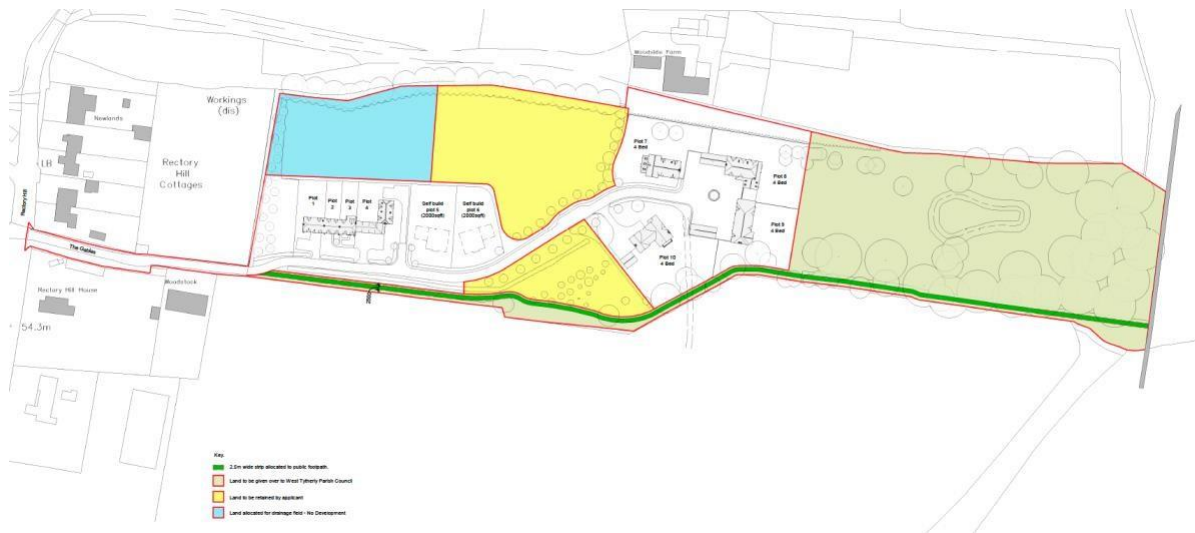 Woodside Farm
Workings
(dis)
Newlands
LB
Rectory
Hill
Cottages
Rectory Hill
The Gables
Rectory Hill House
Woodstock
54.3m
Plot
1
Plot
2
Plot
3
Plot
4
Self build
plot 5
(2000sqft)
Self build
plot 6
(2000sqft)
Plot 7
4 Bed
Plot 8
4 Bed
Plot 9
4 Bed
Plot 10
4 Bed
Key.
2.0m wide strip allocated to public footpath.
Land to be given over to West Tytherly Parish Council
Land to be retained by applicant
Land allocated for drainage field - No Development